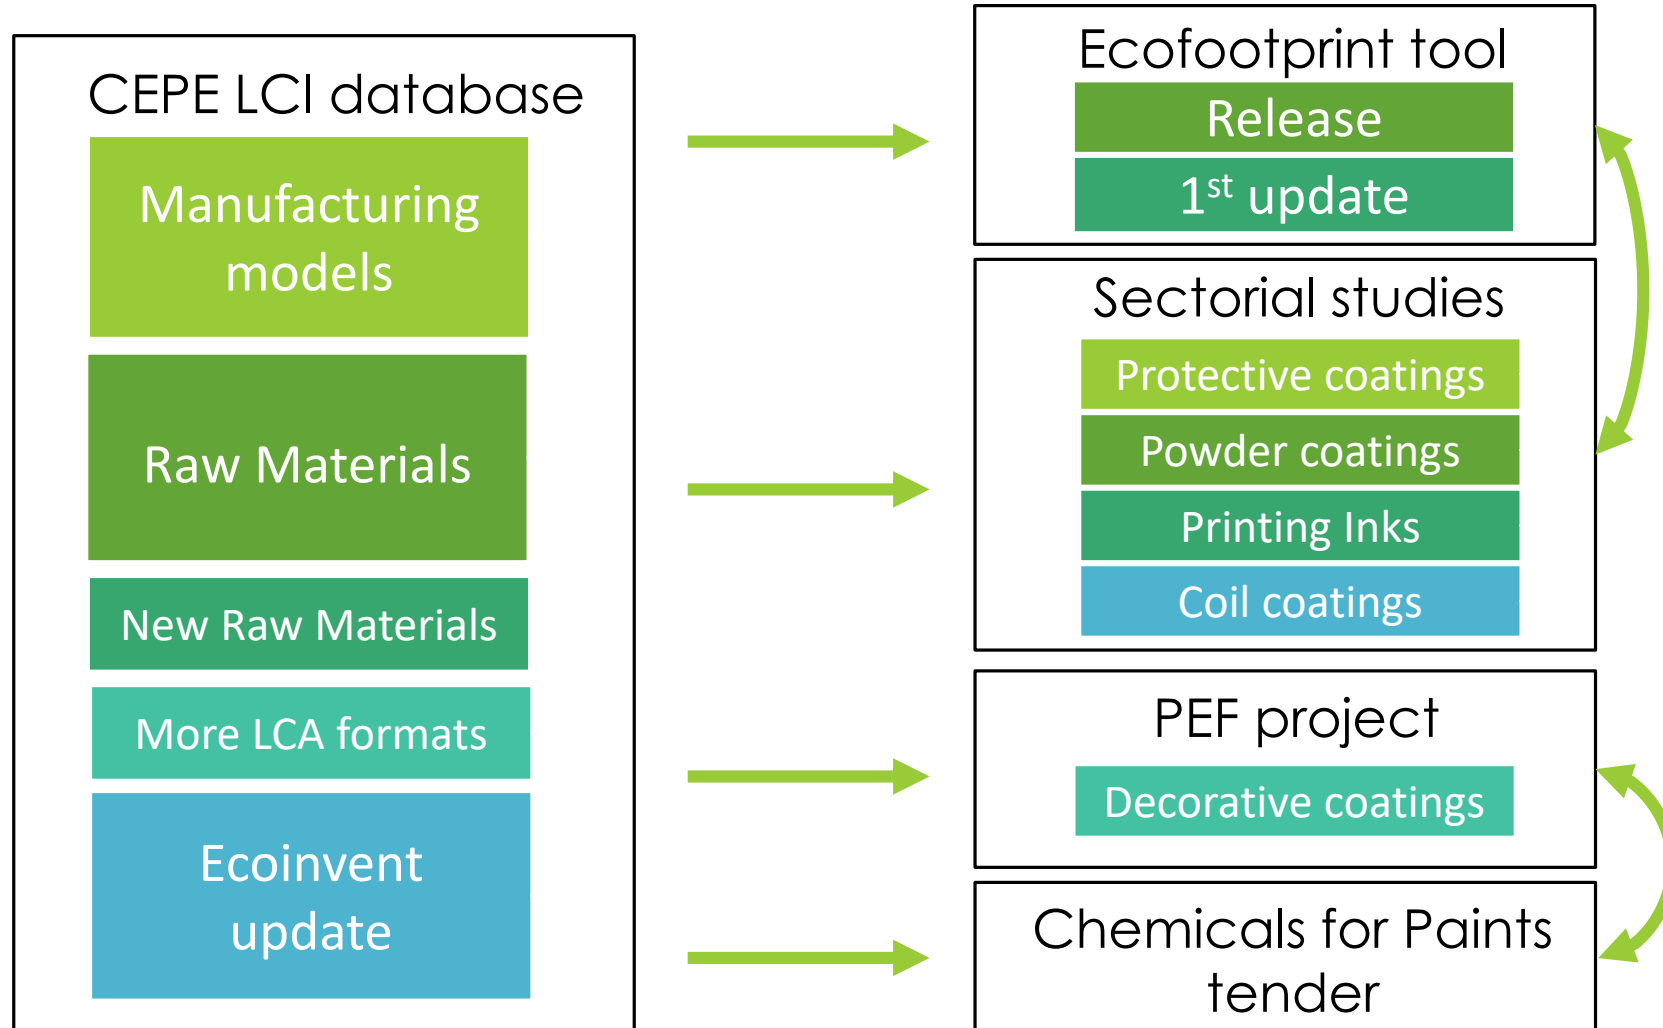 CEPE LCI database
Manufacturing
models
Raw Materials
New Raw Materials
More LCA formats
Ecoinvent
update
Ecofootprint tool
Release
1st update
Sectorial studies
Protective coatings
Powder coatings
Printing Inks
Coil coatings
PEF project
Decorative coatings
Chemicals for Paints
tender